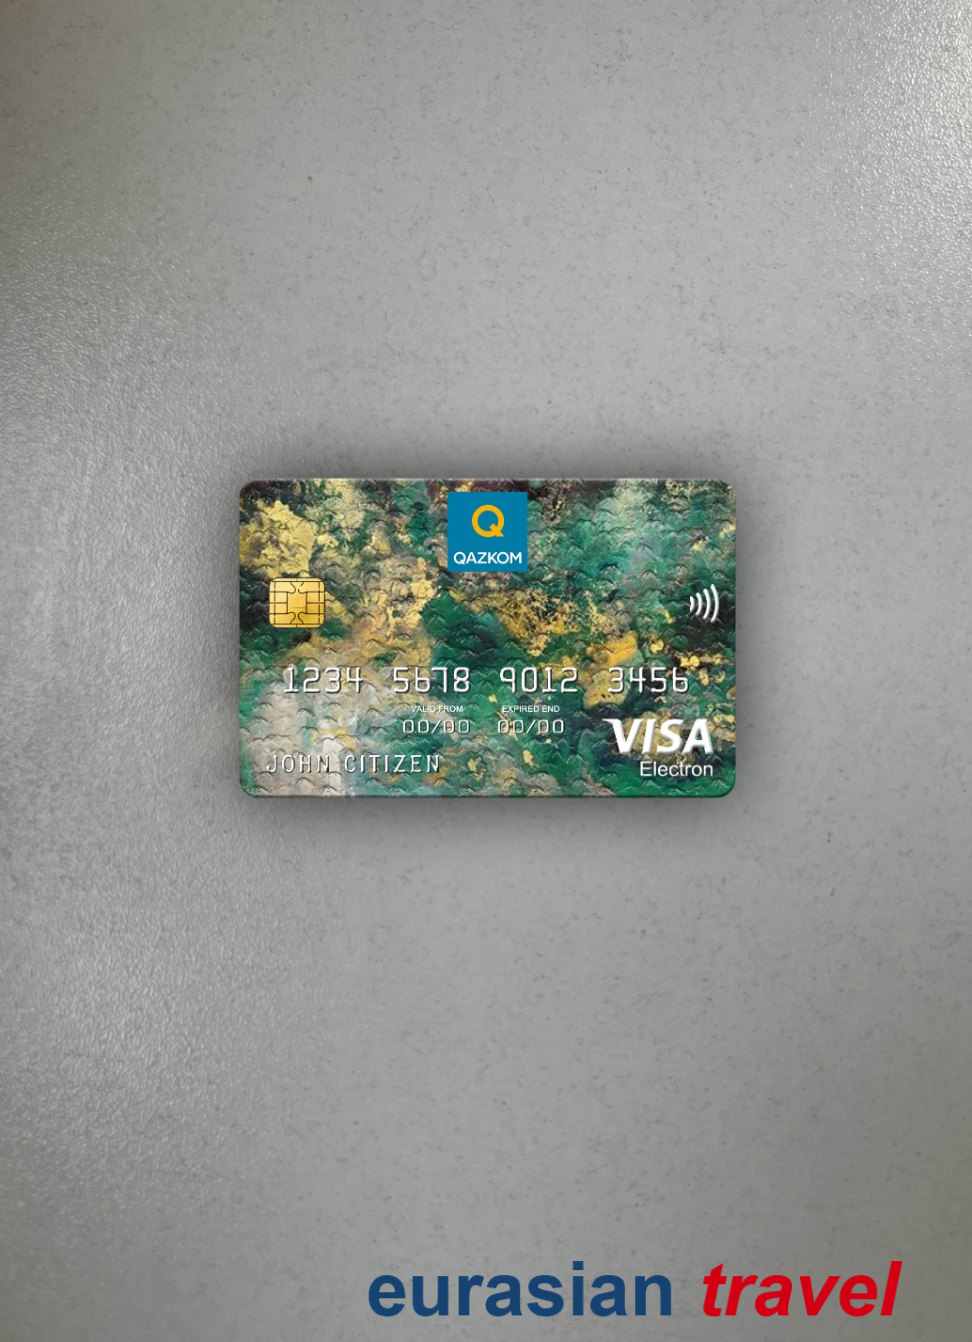 QAZKOM
1234 5678 9012 3456
VALID FROM EXPIRED END
00/00 00/00
VISA
Electron
JOHN CITIZEN
eurasian travel